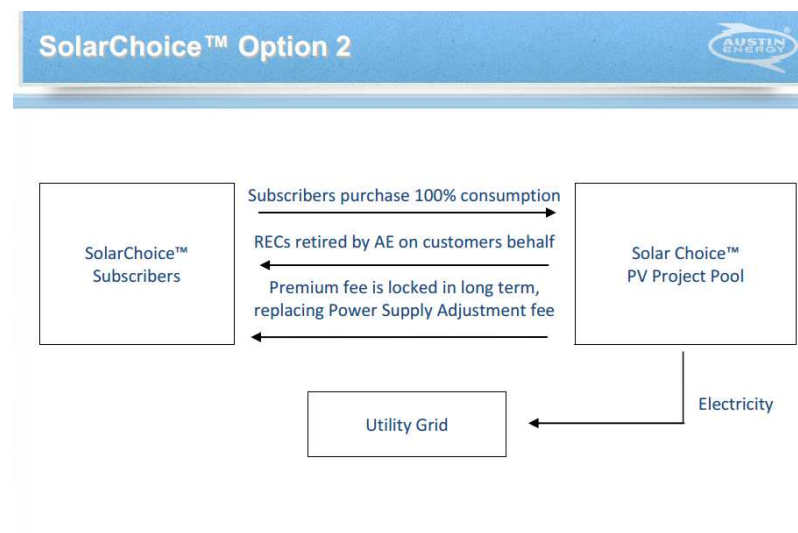 SolarChoice™ Option 2
AUSTIN
ENERGY
Subscribers purchase 100% consumption
RECs retired by AE on customers behalf
Premium fee is locked in long term,
replacing Power Supply Adjustment fee
SolarChoice™
Subscribers
Solar Choice™
PV Project Pool
Electricity
Utility Grid